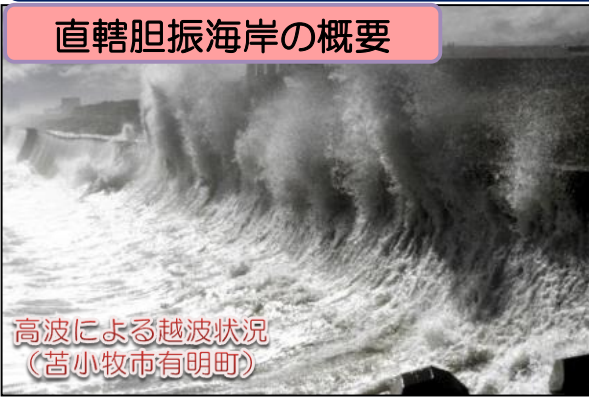 直轄胆振海岸の概要
高波による越波状況
（苫小牧市有明町）